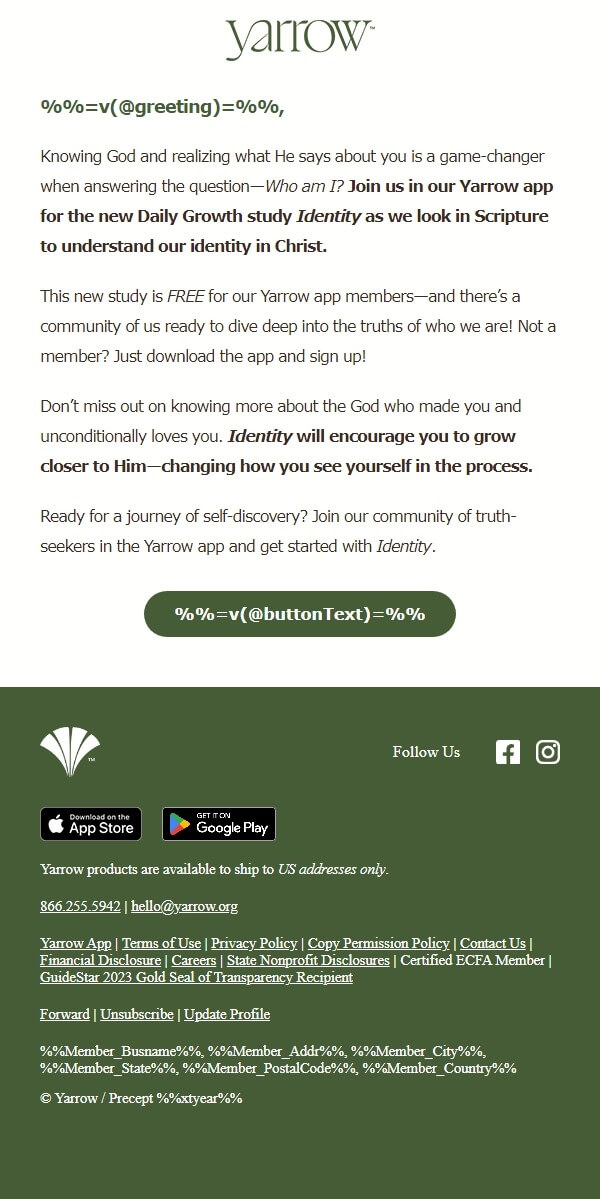 yarrow™
%%=v(@greeting)=%%,
Knowing God and realizing what He says about you is a game-changer
when answering the question—Who am I? Join us in our Yarrow app
for the new Daily Growth study Identity as we look in Scripture
to understand our identity in Christ.
This new study is FREE for our Yarrow app members—and there's a
community of us ready to dive deep into the truths of who we are! Not a
member? Just download the app and sign up!
Don't miss out on knowing more about the God who made you and
unconditionally loves you. Identity will encourage you to grow
closer to Him—changing how you see yourself in the process.
Ready for a journey of self-discovery? Join our community of truth-
seekers in the Yarrow app and get started with Identity.
%%=v(@buttonText)=%%
TM
Follow Us
Download on the
App Store
GET IT ON
Google Play
Yarrow products are available to ship to US addresses only.
866.255.5942 | hello@yarrow.org
Yarrow App | Terms of Use | Privacy Policy | Copy Permission Policy | Contact Us |
Financial Disclosure | Careers | State Nonprofit Disclosures | Certified ECFA Member |
GuideStar 2023 Gold Seal of Transparency Recipient
Forward | Unsubscribe | Update Profile
%%Member_Busname%%, %%Member_Addr%%, %%Member_City%%,
%%Member_State%%, %%Member_PostalCode%%, %%Member_Country%%
© Yarrow / Precept %%xtyear%%